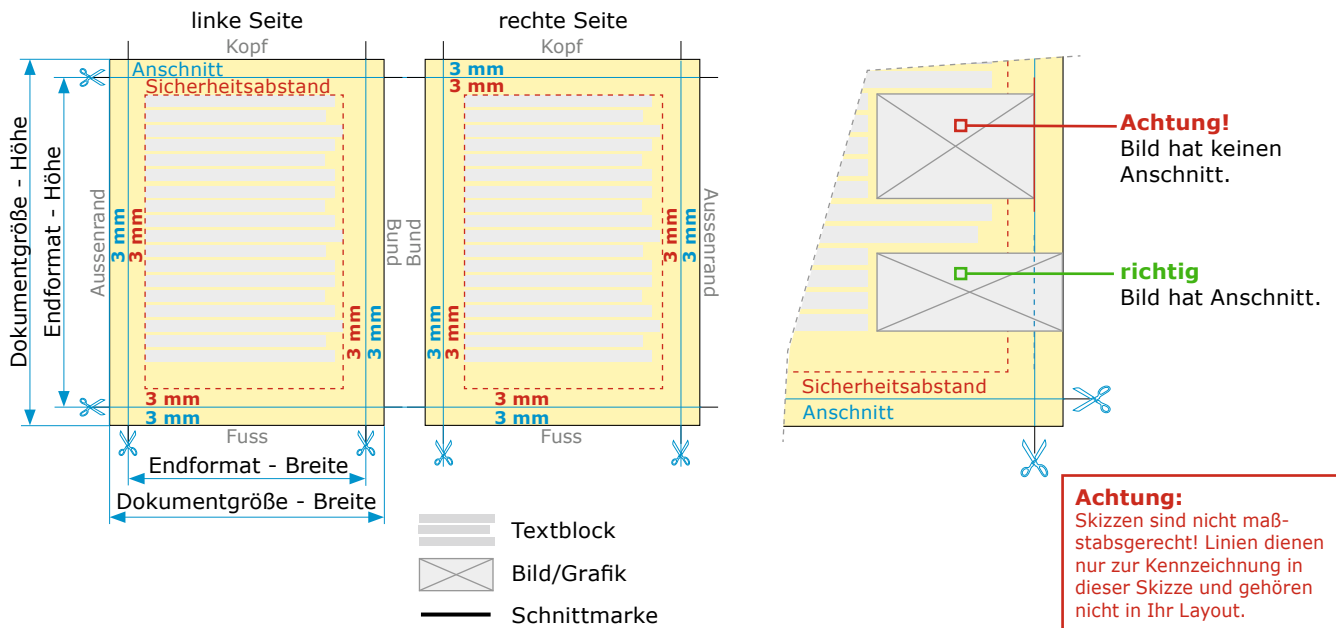 linke Seite
rechte Seite
Kopf
Kopf
Anschnitt
Sicherheitsabstand
3 mm
3 mm
Dokumentgröße - Höhe
Endformat - Höhe
Aussenrand
3 mm
3 mm
Bund
Bund
3 mm
3 mm
Aussenrand
3 mm
3 mm
3 mm
3 mm
3 mm
3 mm
3 mm
3 mm
3 mm
Fuss
Fuss
Endformat - Breite
Dokumentgröße - Breite
Textblock
Bild/Grafik
Schnittmarke
Achtung!
Bild hat keinen
Anschnitt.
richtig
Bild hat Anschnitt.
Sicherheitsabstand
Anschnitt
Achtung:
Skizzen sind nicht maß-
stabsgerecht! Linien dienen
nur zur Kennzeichnung in
dieser Skizze und gehören
nicht in Ihr Layout.